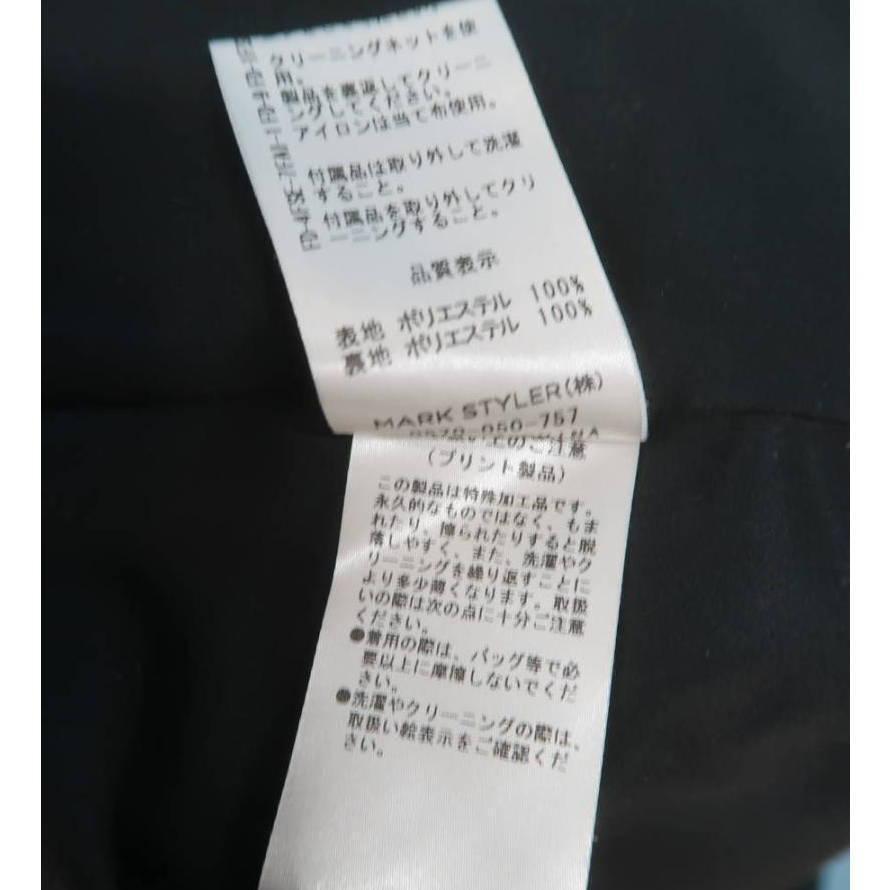 クリーニングネットを使
用。
製品を裏返してクリーニ
ングしてください。
アイロンは当て布使用。
付属品は取り外して洗濯
すること。
付属品を取り外してクリ
ーニングすること。
品質表示
表地 ポリエステル 100%
裏地 ポリエステル 100%
MARK STYLER(株)
0570-050-757
上のご注意
(プリント製品)
この製品は特殊加工品です。
永久的なものではなく、もま
れたり、擦られたりすると脱
落しやすく、また、洗濯やク
リーニングを繰り返すことに
より多少薄くなります。取扱
いの際は次の点に十分ご注意
ください。
●着用の際は、バッグ等で必
要以上に摩擦しないでくだ
さい。
●洗濯やクリーニングの際は、
取扱い絵表示をご確認くだ
さい。